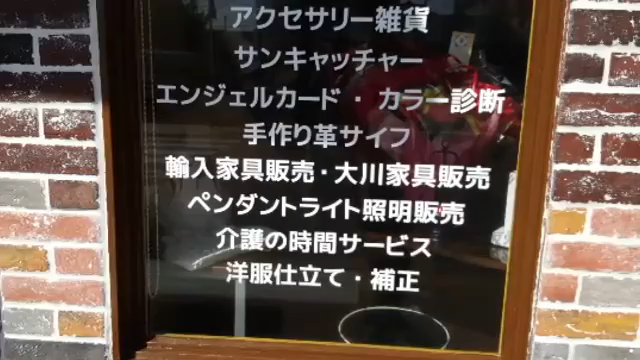 アクセサリー雑貨
サンキャッチャー
エンジェルカード・カラー診断
手作り革サイフ
輸入家具販売・大川家具販売
ペンダントライト照明販売
介護の時間サービス
洋服仕立て・補正